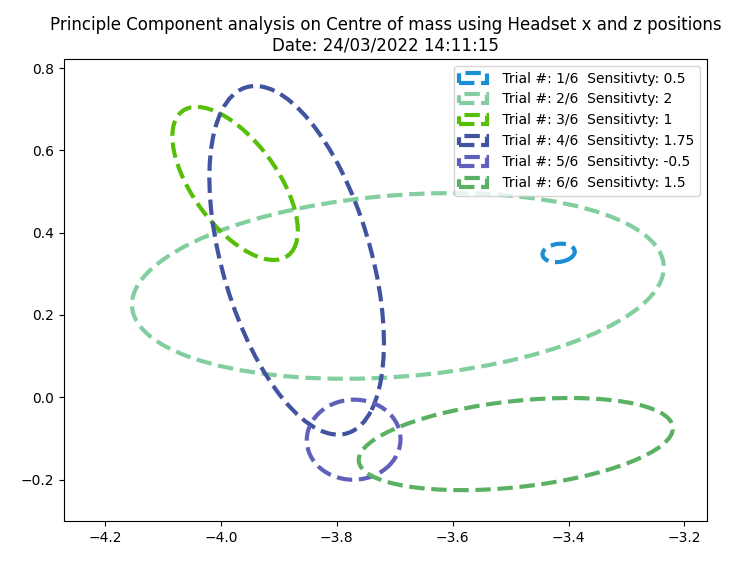 Principle Component analysis on Centre of mass using Headset x and z positions
Date: 24/03/2022 14:11:15
Trial #: 1/6 Sensitivty: 0.5
Trial #: 2/6 Sensitivty: 2
Trial #: 3/6 Sensitivty: 1
Trial #: 4/6 Sensitivty: 1.75
Trial #: 5/6 Sensitivty: -0.5
Trial #: 6/6 Sensitivty: 1.5
0.8
0.6
0.4
0.2
0.0
−0.2
−4.2 −4.0 −3.8 −3.6 −3.4 −3.2